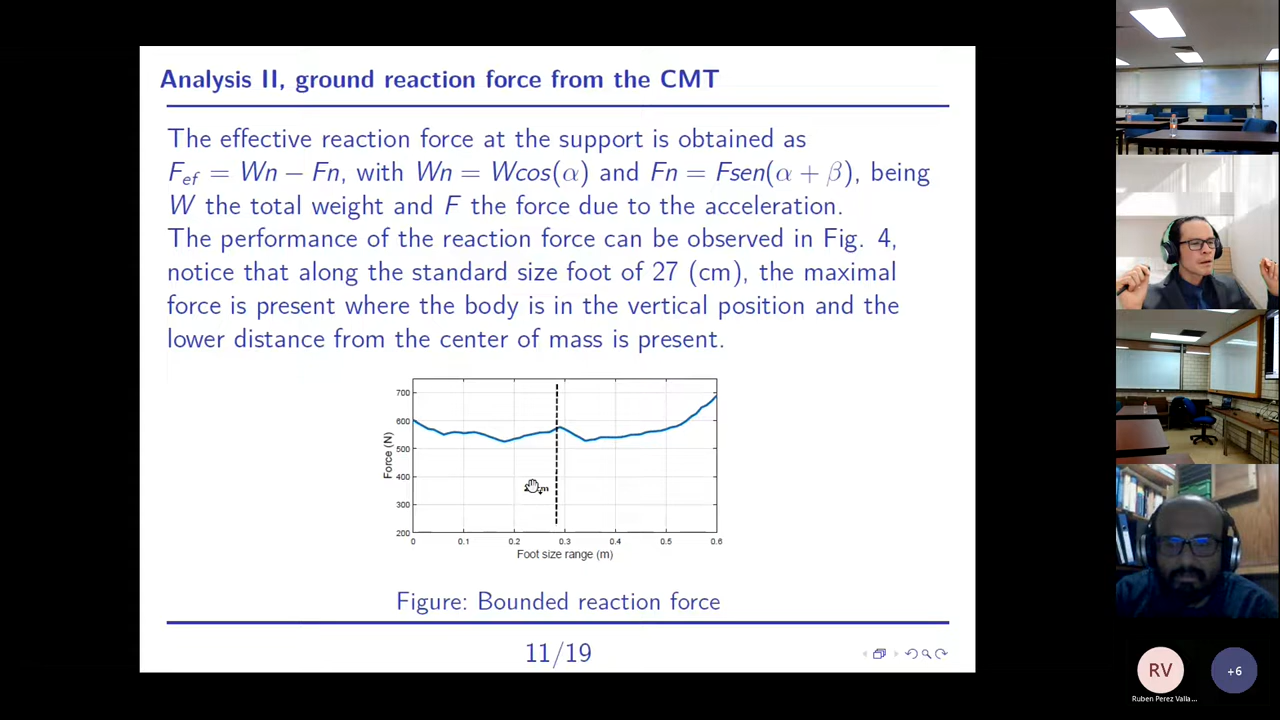 Analysis II, ground reaction force from the CMT
The effective reaction force at the support is obtained as
F_ef = Wn − Fn, with Wn = Wcos(α) and Fn = Fsen(α + β), being
W the total weight and F the force due to the acceleration.
The performance of the reaction force can be observed in Fig. 4,
notice that along the standard size foot of 27 (cm), the maximal
force is present where the body is in the vertical position and the
lower distance from the center of mass is present.
700
600
500
400
300
200
Force (N)
0 0.1 0.2 0.3 0.4 0.5 0.6
Foot size range (m)
Figure: Bounded reaction force
11/19
RV
Ruben Perez Valla...
+6